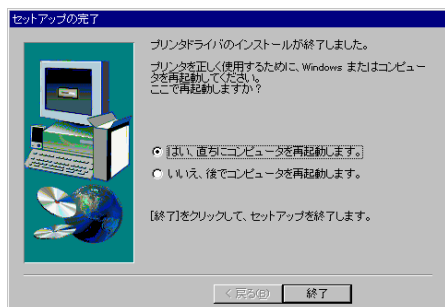 セットアップの完了
プリンタドライバのインストールが終了しました。
プリンタを正しく使用するために、Windows またはコンピュー
タを再起動してください。
ここで再起動しますか?
はい、直ちにコンピュータを再起動します。
いいえ、後でコンピュータを再起動します。
[終了]をクリックして、セットアップを終了します。
< 戻る(B)
終了